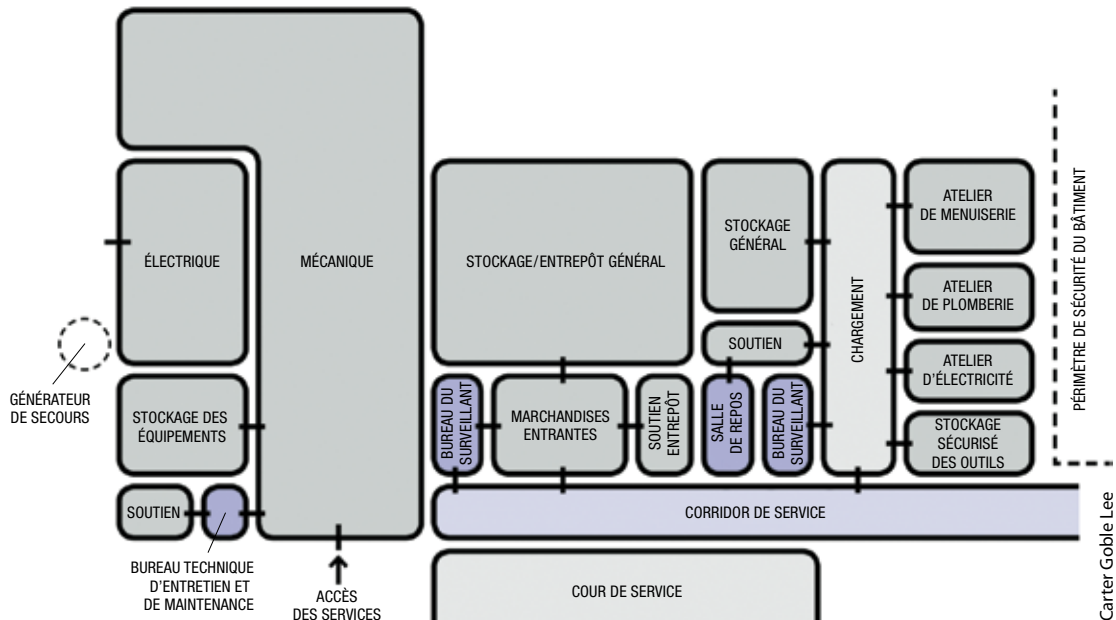 ÉLECTRIQUE
MÉCANIQUE
STOCKAGE/ENTREPÔT GÉNÉRAL
STOCKAGE
GÉNÉRAL
ATELIER
DE MENUISERIE
ATELIER
DE PLOMBERIE
ATELIER
D'ÉLECTRICITÉ
STOCKAGE
SÉCURISÉ
DES OUTILS
CHARGEMENT
SOUTIEN
PÉRIMÈTRE DE SÉCURITÉ DU BÂTIMENT
GÉNÉRATEUR
DE SECOURS
STOCKAGE DES
ÉQUIPEMENTS
BUREAU DU
SURVEILLANT
MARCHANDISES
ENTRANTES
SOUTIEN
ENTREPÔT
SALLE
DE REPOS
BUREAU DU
SURVEILLANT
SOUTIEN
CORRIDOR DE SERVICE
BUREAU TECHNIQUE
D'ENTRETIEN ET
DE MAINTENANCE
ACCÈS
DES SERVICES
COUR DE SERVICE
Carter Goble Lee